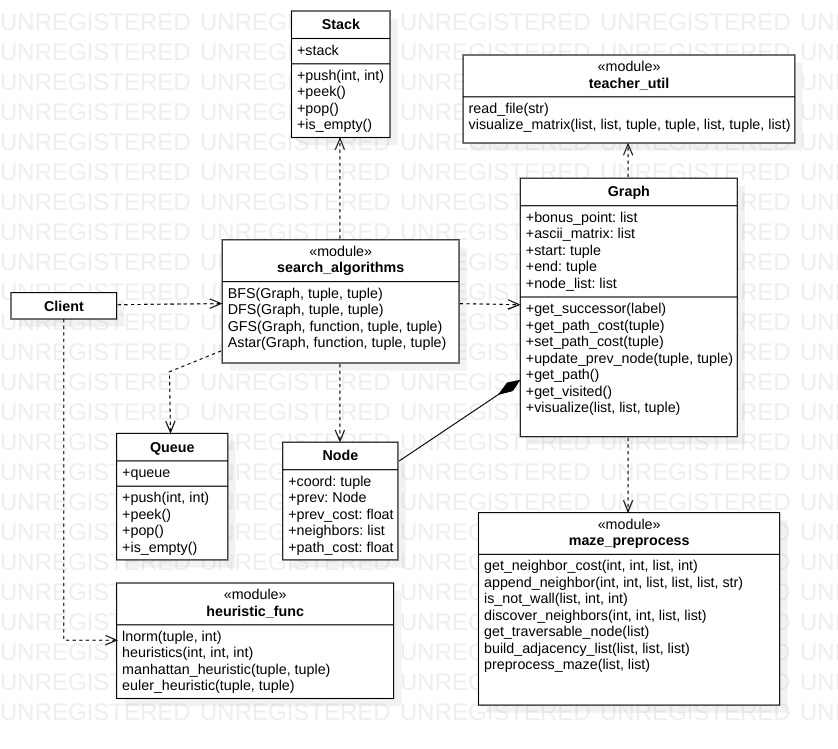 Stack
+stack
+push(int, int)
+peek()
+pop()
+is_empty()
«module»
teacher_util
read_file(str)
visualize_matrix(list, list, tuple, tuple, list, tuple, list)
Graph
+bonus_point: list
+ascii_matrix: list
+start: tuple
+end: tuple
+node_list: list
+get_successor(label)
+get_path_cost(tuple)
+set_path_cost(tuple)
+update_prev_node(tuple, tuple)
+get_path()
+get_visited()
+visualize(list, list, tuple)
«module»
search_algorithms
BFS(Graph, tuple, tuple)
DFS(Graph, tuple, tuple)
GFS(Graph, function, tuple, tuple)
Astar(Graph, function, tuple, tuple)
Client
Queue
+queue
+push(int, int)
+peek()
+pop()
+is_empty()
Node
+coord: tuple
+prev: Node
+prev_cost: float
+neighbors: list
+path_cost: float
«module»
maze_preprocess
get_neighbor_cost(int, int, list, int)
append_neighbor(int, int, list, list, list, str)
is_not_wall(list, int, int)
discover_neighbors(int, int, list, list)
get_traversable_node(list)
build_adjacency_list(list, list, list)
preprocess_maze(list, list)
«module»
heuristic_func
lnorm(tuple, int)
heuristics(int, int, int)
manhattan_heuristic(tuple, tuple)
euler_heuristic(tuple, tuple)
UNREGISTERED